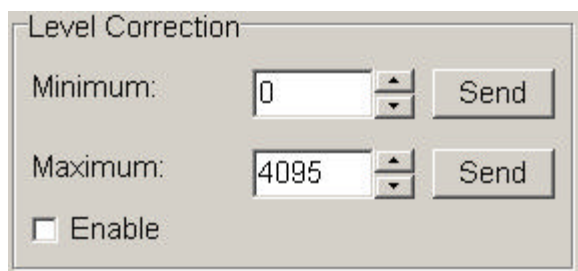 Level Correction
Minimum: 0 Send
Maximum: 4095 Send
Enable